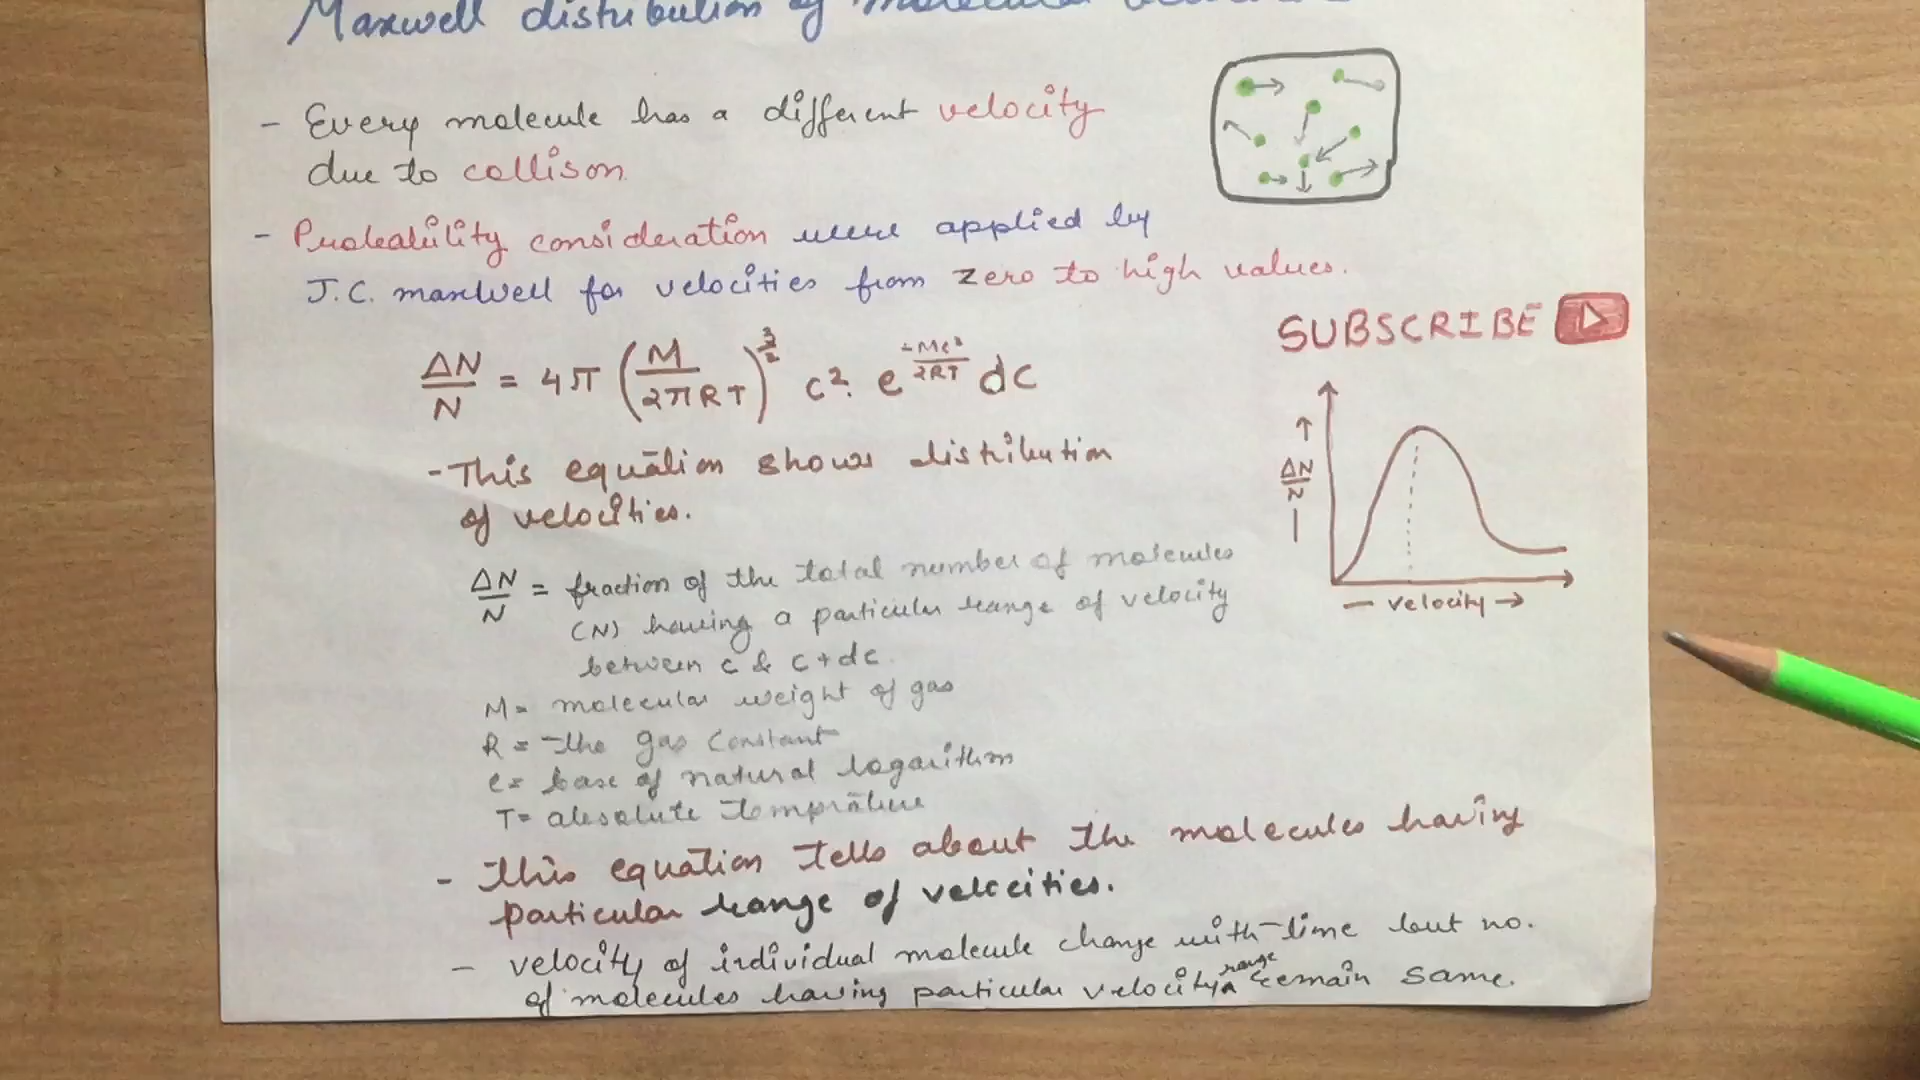 Maxwell distribution of molecular
- Every molecule has a different velocity
due to collison
- Probability consideration were applied by
J.C. maxwell for velocities from zero to high values.
SUBSCRIBE
ΔN/N = 4π (M/2πRT)^3/2 c². e^-Mc²/2RT dc
- This equation shows distribution
of velocities.
↑ ΔN/N —
— velocity →
ΔN/N = fraction of the total number of molecules
(N) having a particular range of velocity
between c & c+dc
M = molecular weight of gas
R = The gas constant
e = base of natural logarithm
T = absolute temprature
- This equation tells about the molecules having
particular range of velocities.
- velocity of individual molecule change with time but no.
of molecules having particular velocity range remain same.